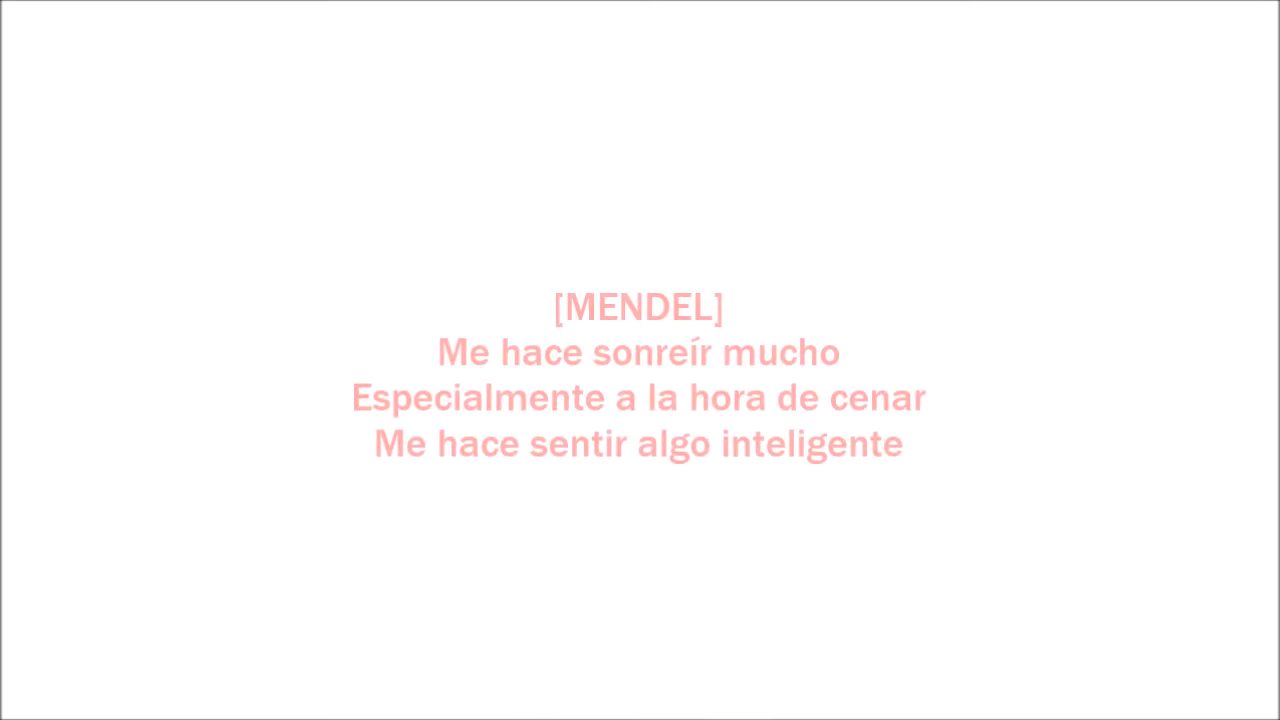 [MENDEL]
Me hace sonreír mucho
Especialmente a la hora de cenar
Me hace sentir algo inteligente